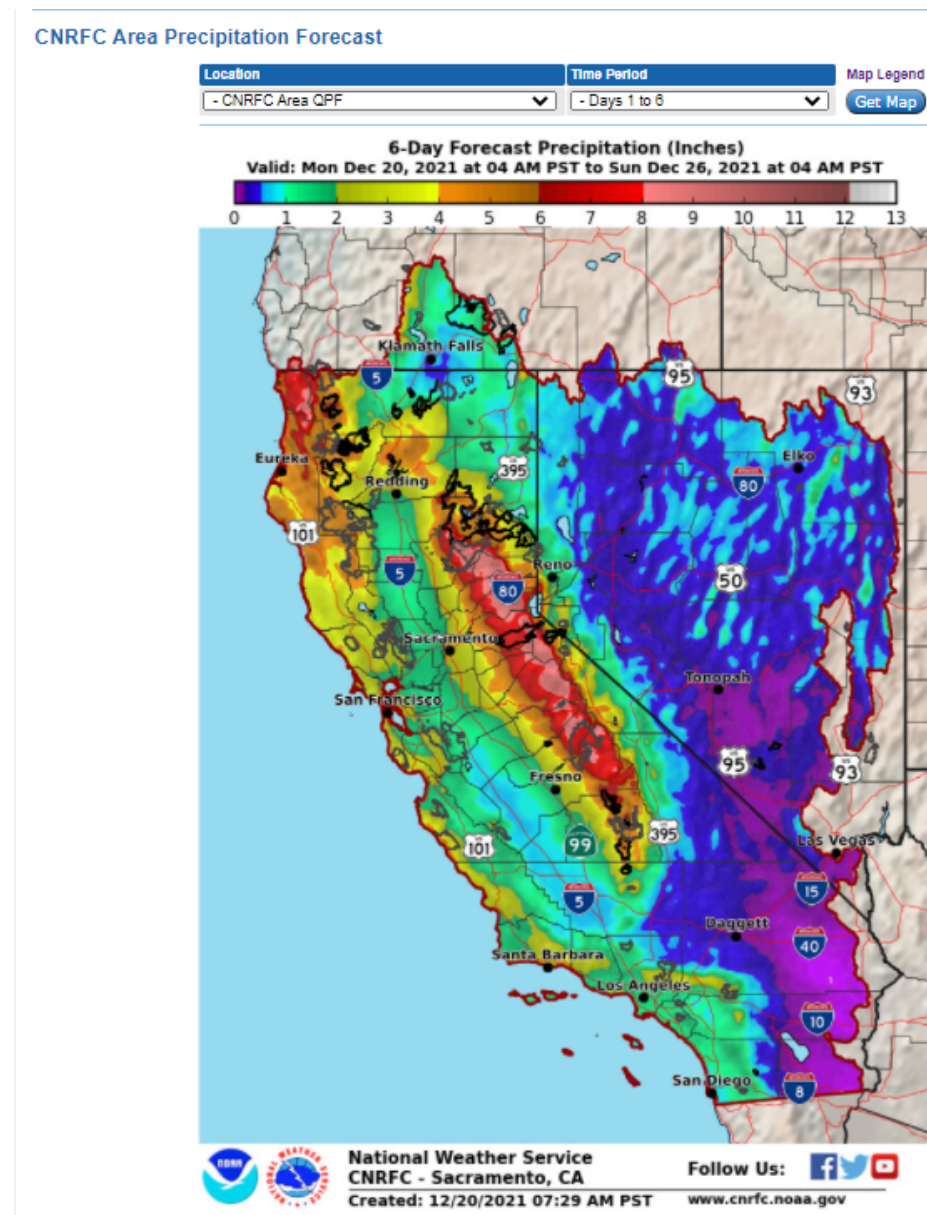 CNRFC Area Precipitation Forecast
Location Time Period Map Legend
- CNRFC Area QPF - Days 1 to 6 Get Map
6-Day Forecast Precipitation (Inches)
Valid: Mon Dec 20, 2021 at 04 AM PST to Sun Dec 26, 2021 at 04 AM PST
0 1 2 3 4 5 6 7 8 9 10 11 12 13
Klamath Falls
5
95
93
Eureka
Redding
395
Elko
80
101
5
Reno
80
50
Sacramento
San Francisco
Tonopah
95
93
Fresno
101
99
395
Las Vegas
5
15
Daggett
40
Santa Barbara
Los Angeles
10
San Diego
8
NOAA
NATIONAL WEATHER SERVICE
National Weather Service
CNRFC - Sacramento, CA
Created: 12/20/2021 07:29 AM PST
Follow Us:
www.cnrfc.noaa.gov